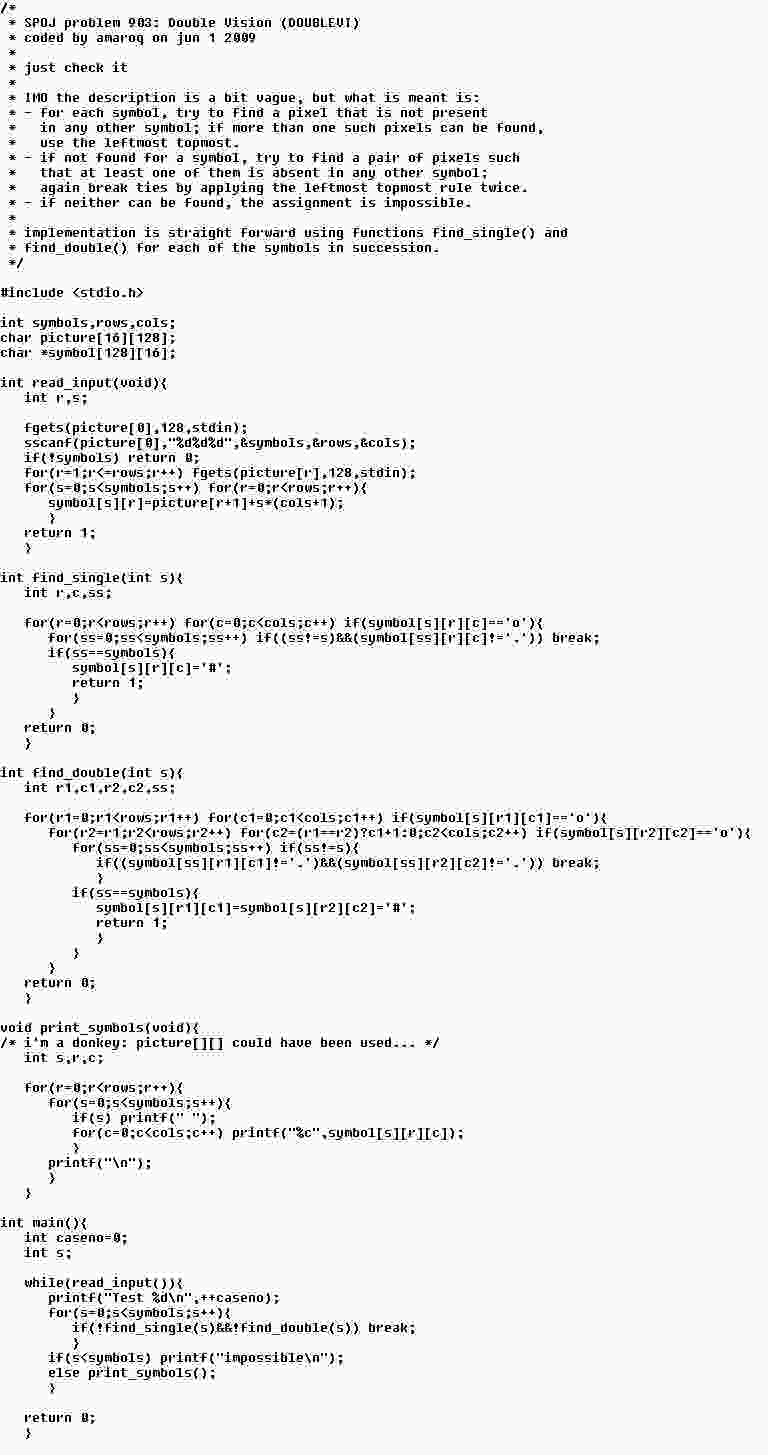 /*
 * SPOJ problem 903: Double Vision (DOUBLEVI)
 * coded by amaroq on jun 1 2009
 *
 * just check it
 *
 * IMO the description is a bit vague, but what is meant is:
 * - for each symbol, try to find a pixel that is not present
 *   in any other symbol; if more than one such pixels can be found,
 *   use the leftmost topmost.
 * - if not found for a symbol, try to find a pair of pixels such
 *   that at least one of them is absent in any other symbol;
 *   again break ties by applying the leftmost topmost rule twice.
 * - if neither can be found, the assignment is impossible.
 *
 * implementation is straight forward using functions find_single() and
 * find_double() for each of the symbols in succession.
 */

#include <stdio.h>

int symbols,rows,cols;
char picture[16][128];
char *symbol[128][16];

int read_input(void){
   int r,s;

   fgets(picture[0],128,stdin);
   sscanf(picture[0],"%d%d%d",&symbols,&rows,&cols);
   if(!symbols) return 0;
   for(r=1;r<=rows;r++) fgets(picture[r],128,stdin);
   for(s=0;s<symbols;s++) for(r=0;r<rows;r++){
      symbol[s][r]=picture[r+1]+s*(cols+1);
      }
   return 1;
   }

int find_single(int s){
   int r,c,ss;

   for(r=0;r<rows;r++) for(c=0;c<cols;c++) if(symbol[s][r][c]=='o'){
      for(ss=0;ss<symbols;ss++) if((ss!=s)&&(symbol[ss][r][c]!='.')) break;
      if(ss==symbols){
         symbol[s][r][c]='#';
         return 1;
         }
      }
   return 0;
   }

int find_double(int s){
   int r1,c1,r2,c2,ss;

   for(r1=0;r1<rows;r1++) for(c1=0;c1<cols;c1++) if(symbol[s][r1][c1]=='o'){
      for(r2=r1;r2<rows;r2++) for(c2=(r1==r2)?c1+1:0;c2<cols;c2++) if(symbol[s][r2][c2]=='o'){
         for(ss=0;ss<symbols;ss++) if(ss!=s){
            if((symbol[ss][r1][c1]!='.')&&(symbol[ss][r2][c2]!='.')) break;
            }
         if(ss==symbols){
            symbol[s][r1][c1]=symbol[s][r2][c2]='#';
            return 1;
            }
         }
      }
   return 0;
   }

void print_symbols(void){
/* i'm a donkey: picture[][] could have been used... */
   int s,r,c;

   for(r=0;r<rows;r++){
      for(s=0;s<symbols;s++){
         if(s) printf(" ");
         for(c=0;c<cols;c++) printf("%c",symbol[s][r][c]);
         }
      printf("\n");
      }
   }

int main(){
   int caseno=0;
   int s;

   while(read_input()){
      printf("Test %d\n",++caseno);
      for(s=0;s<symbols;s++){
         if(!find_single(s)&&!find_double(s)) break;
         }
      if(s<symbols) printf("impossible\n");
      else print_symbols();
      }

   return 0;
   }